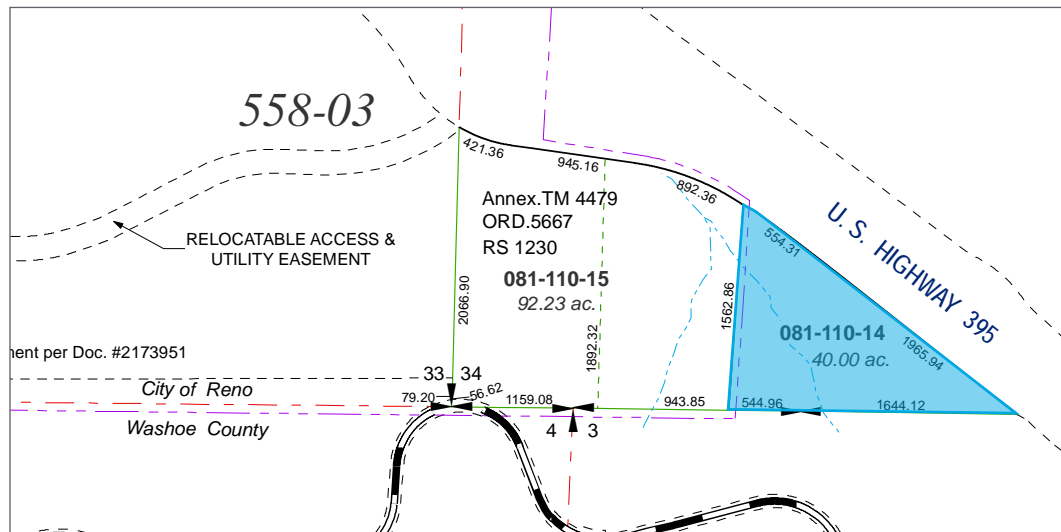 558-03
421.36
945.16
892.36
Annex.TM 4479
ORD.5667
RS 1230
081-110-15
92.23 ac.
RELOCATABLE ACCESS &
UTILITY EASEMENT
2066.90
1892.32
1562.86
554.31
U. S. HIGHWAY 395
081-110-14
40.00 ac.
1965.94
ment per Doc. #2173951
33 34
City of Reno
79.20
56.62
1159.08
943.85
544.96
1644.12
Washoe County
4 3